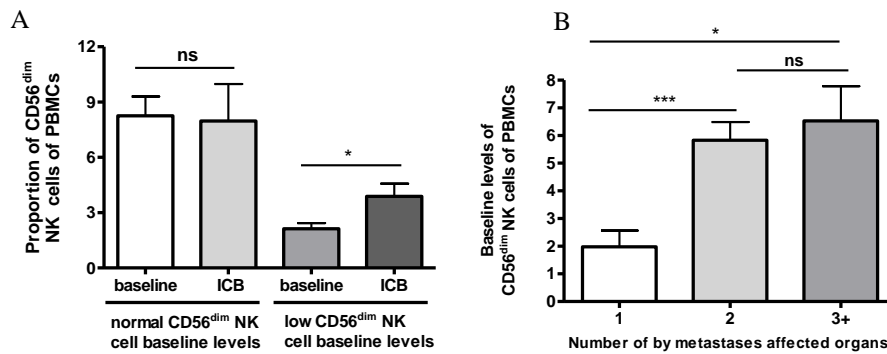 A
Proportion of CD56dim
NK cells of PBMCs
12
9
6
3
0
ns
*
baseline
ICB
baseline
ICB
normal CD56dim NK
cell baseline levels
low CD56dim NK
cell baseline levels
B
Baseline levels of
CD56dim NK cells of PBMCs
8
7
6
5
4
3
2
1
0
*
ns
***
1
2
3+
Number of by metastases affected organs